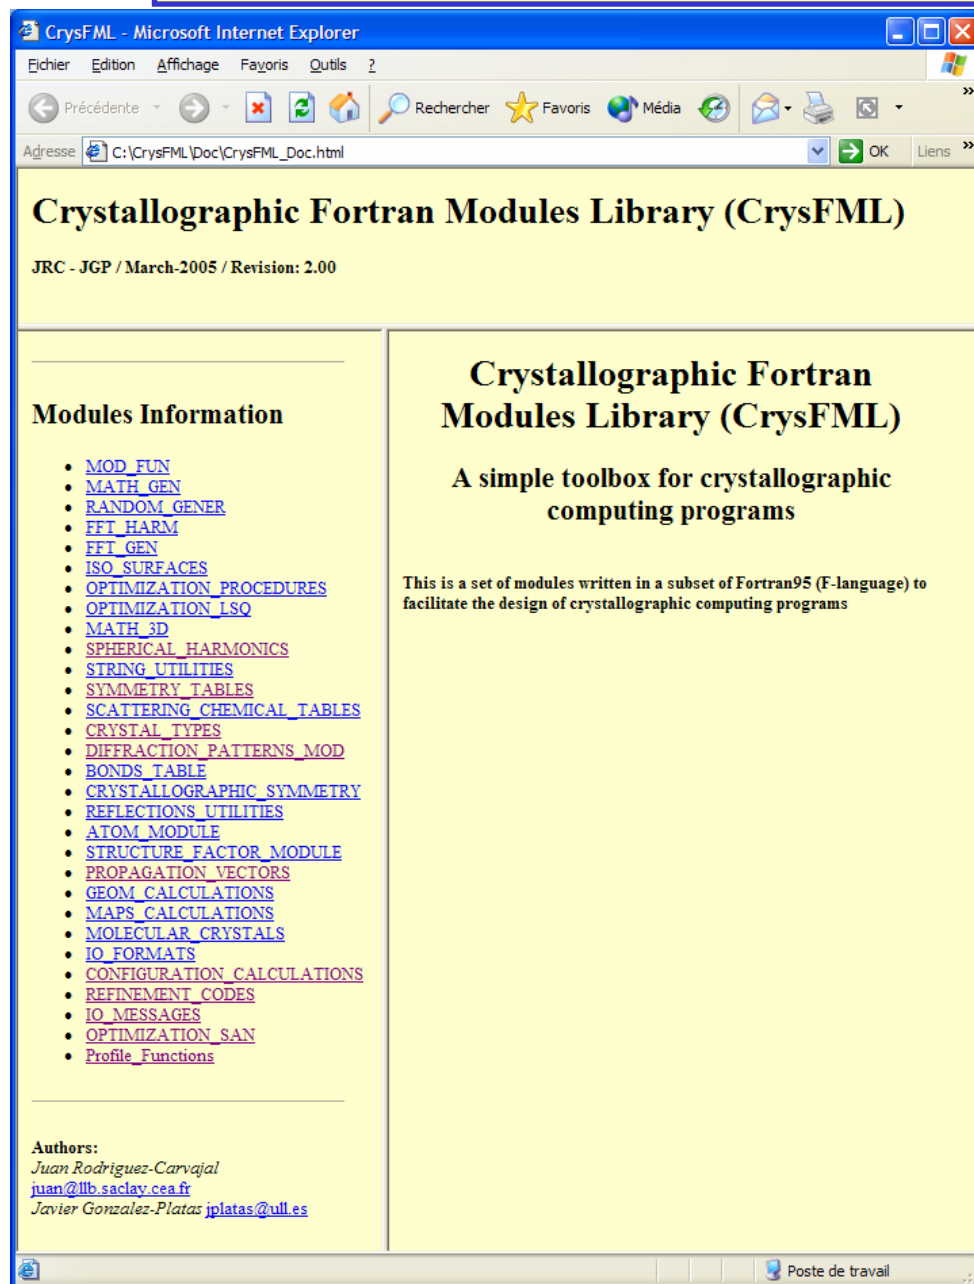 CrysFML - Microsoft Internet Explorer
Fichier Edition Affichage Favoris Outils ?
Précédente Rechercher Favoris Média »
Adresse C:\CrysFML\Doc\CrysFML_Doc.html OK Liens »
Crystallographic Fortran Modules Library (CrysFML)
JRC - JGP / March-2005 / Revision: 2.00
Modules Information
• MOD_FUN
• MATH_GEN
• RANDOM_GENER
• FFT_HARM
• FFT_GEN
• ISO_SURFACES
• OPTIMIZATION_PROCEDURES
• OPTIMIZATION_LSQ
• MATH_3D
• SPHERICAL_HARMONICS
• STRING_UTILITIES
• SYMMETRY_TABLES
• SCATTERING_CHEMICAL_TABLES
• CRYSTAL_TYPES
• DIFFRACTION_PATTERNS_MOD
• BONDS_TABLE
• CRYSTALLOGRAPHIC_SYMMETRY
• REFLECTIONS_UTILITIES
• ATOM_MODULE
• STRUCTURE_FACTOR_MODULE
• PROPAGATION_VECTORS
• GEOM_CALCULATIONS
• MAPS_CALCULATIONS
• MOLECULAR_CRYSTALS
• IO_FORMATS
• CONFIGURATION_CALCULATIONS
• REFINEMENT_CODES
• IO_MESSAGES
• OPTIMIZATION_SAN
• Profile_Functions
Authors:
Juan Rodriguez-Carvajal
juan@llb.saclay.cea.fr
Javier Gonzalez-Platas jplatas@ull.es
Crystallographic Fortran
Modules Library (CrysFML)
A simple toolbox for crystallographic
computing programs
This is a set of modules written in a subset of Fortran95 (F-language) to
facilitate the design of crystallographic computing programs
Poste de travail